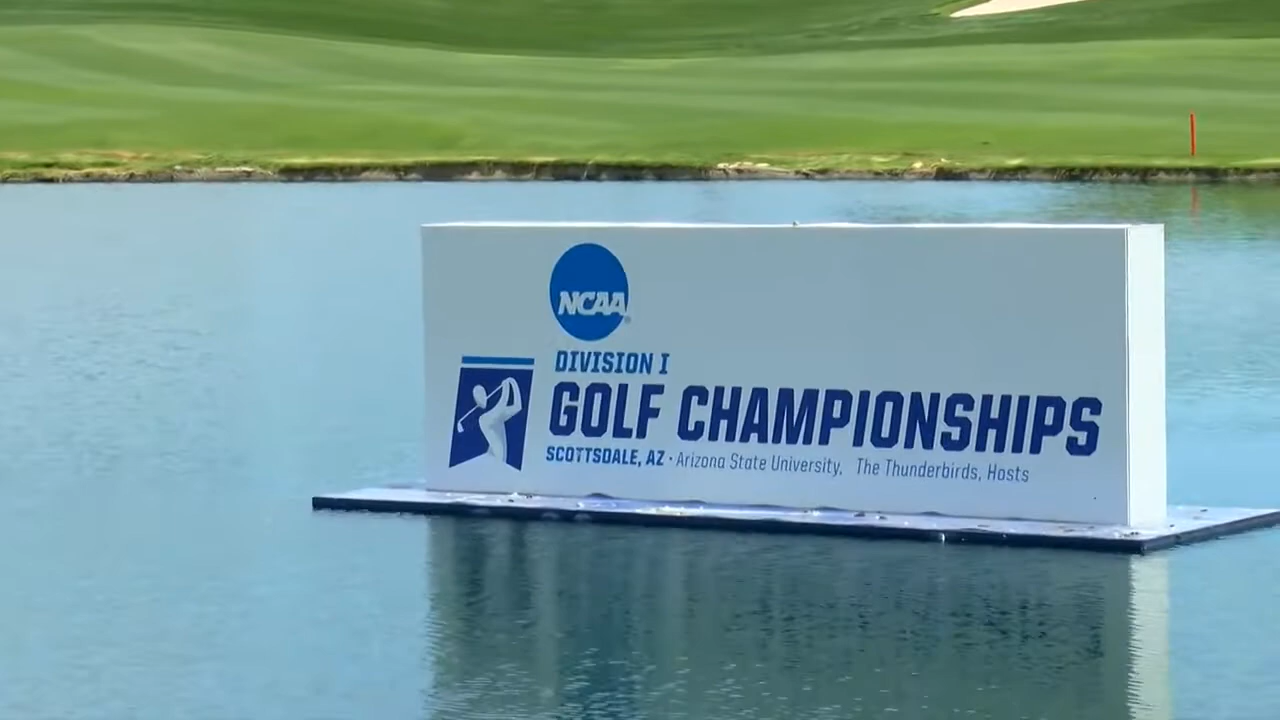 NCAA
DIVISION I
GOLF CHAMPIONSHIPS
SCOTTSDALE, AZ • Arizona State University, The Thunderbirds, Hosts